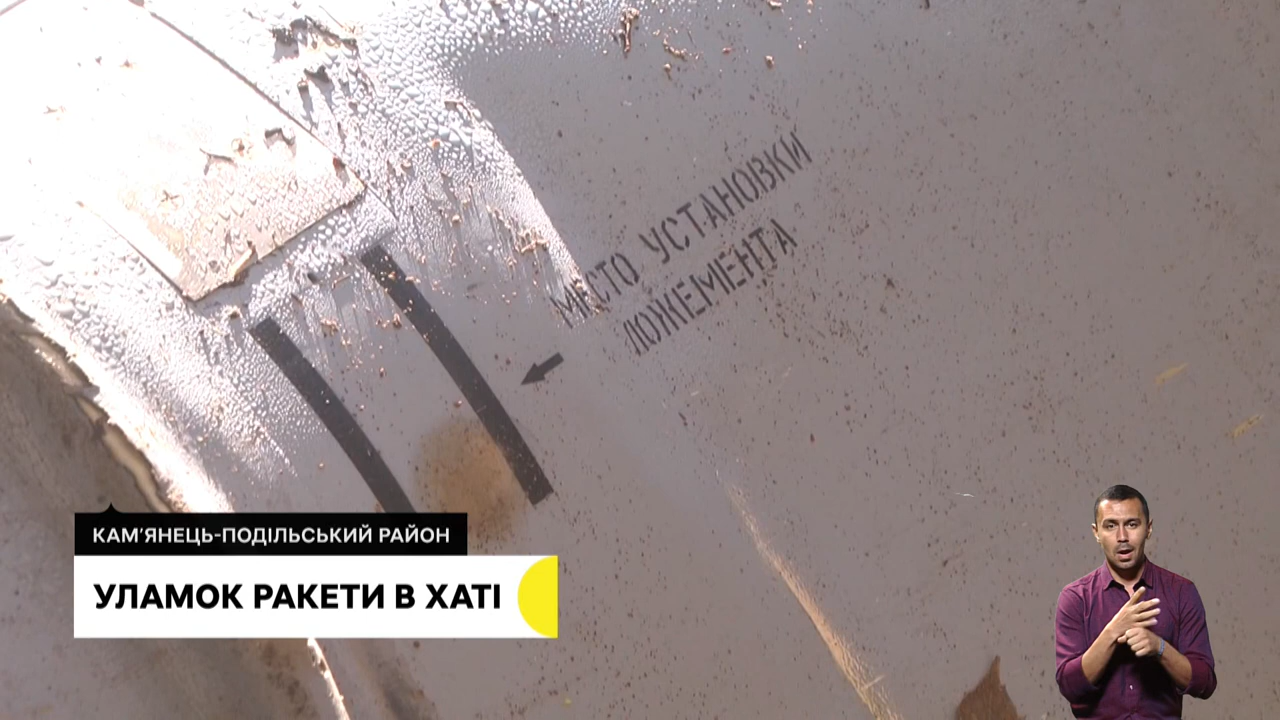 МЕСТО УСТАНОВКИ
ЛОЖЕМЕНТА
КАМ'ЯНЕЦЬ-ПОДІЛЬСЬКИЙ РАЙОН
УЛАМОК РАКЕТИ В ХАТІ